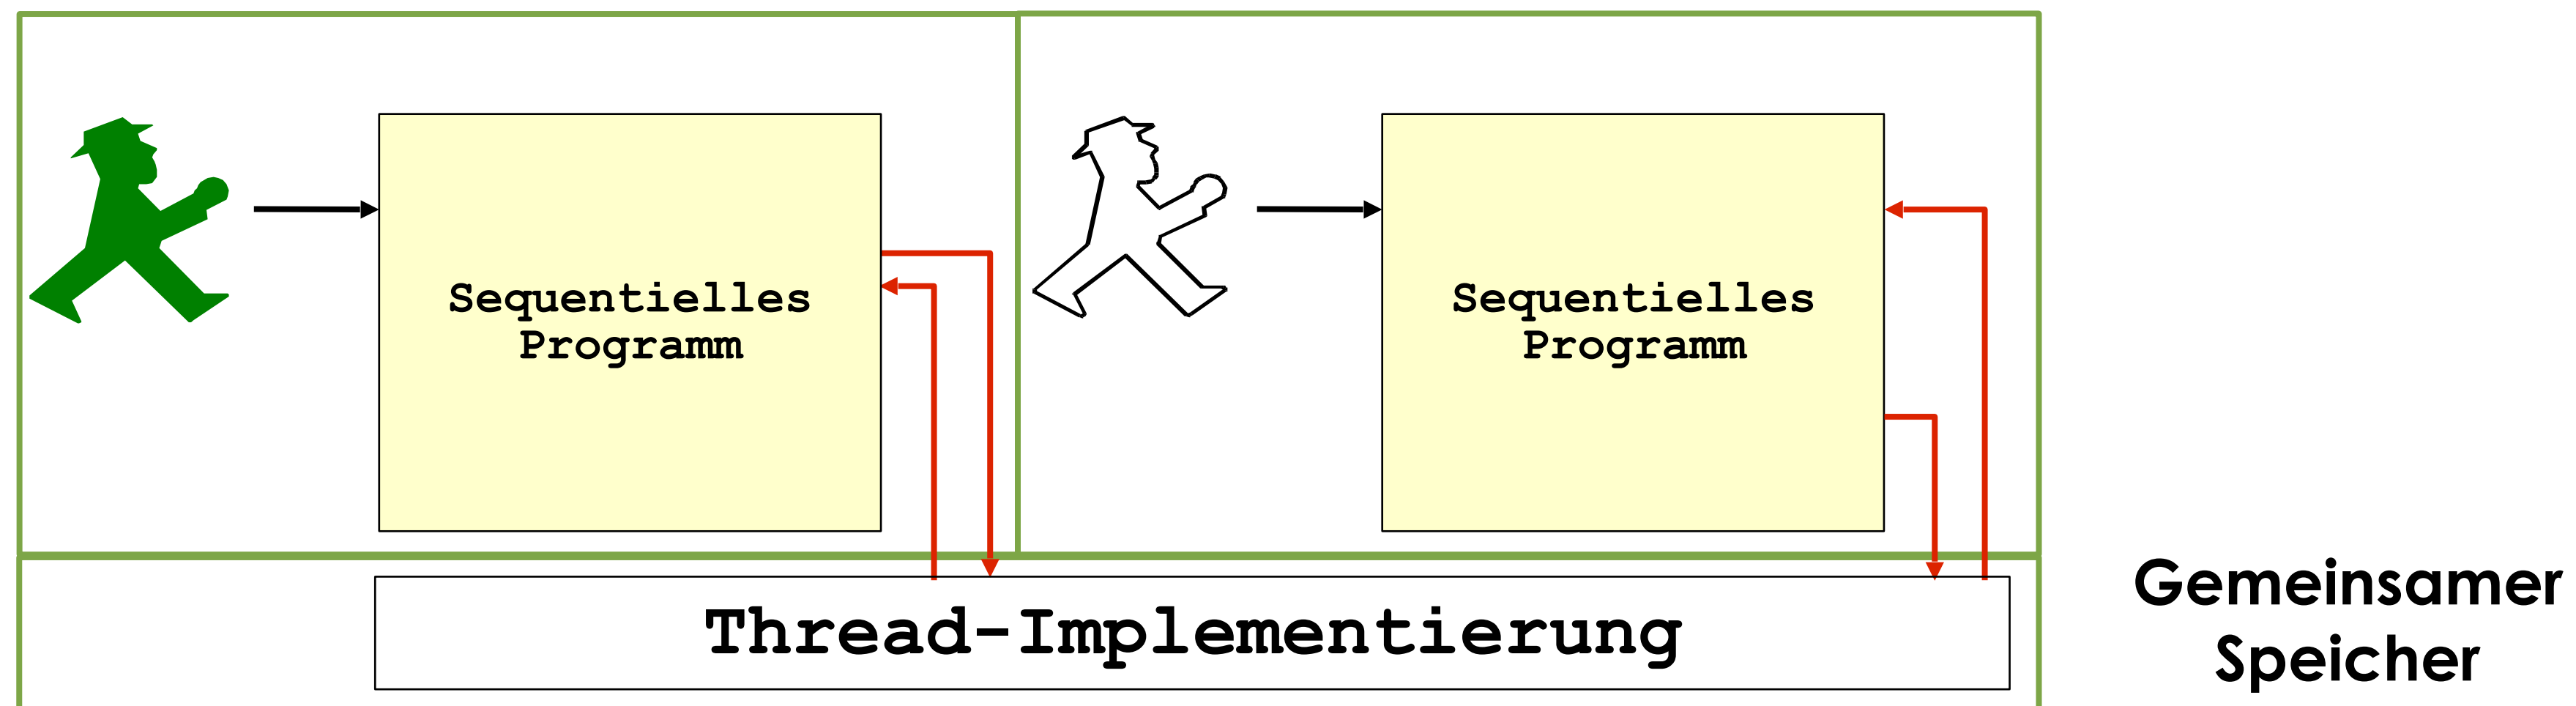 Sequentielles
Programm
Sequentielles
Programm
Thread-Implementierung
Gemeinsamer
Speicher